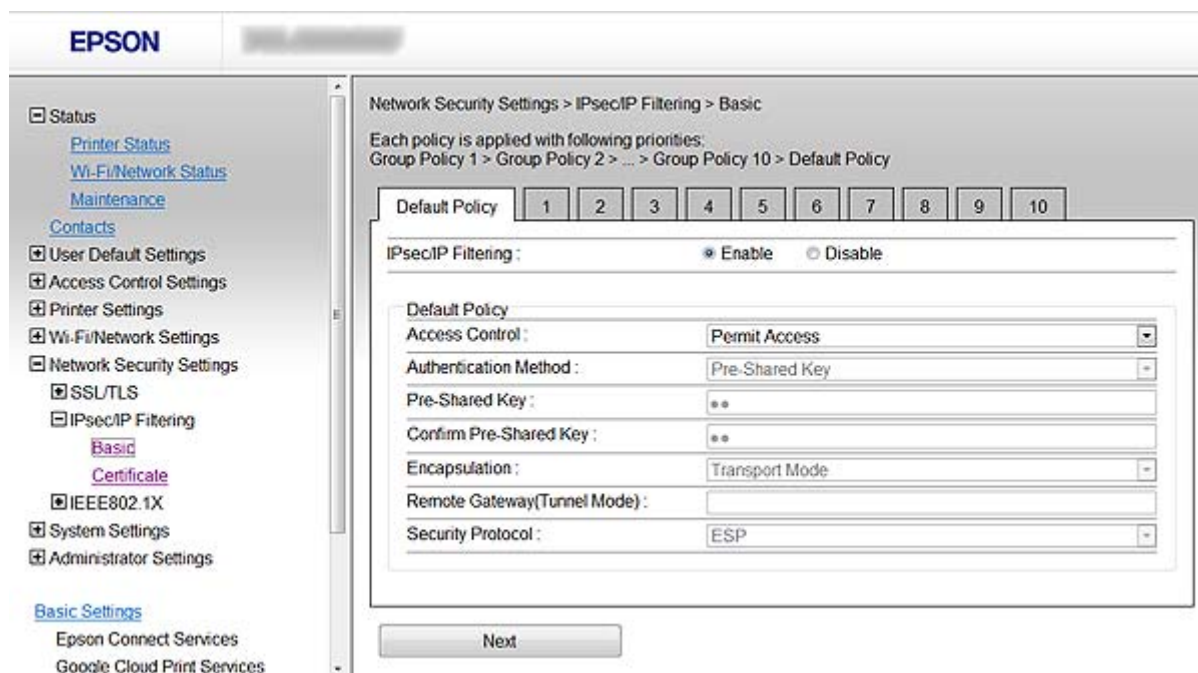 EPSON
Status
Printer Status
Wi-Fi/Network Status
Maintenance
Contacts
User Default Settings
Access Control Settings
Printer Settings
Wi-Fi/Network Settings
Network Security Settings
SSL/TLS
IPsec/IP Filtering
Basic
Certificate
IEEE802.1X
System Settings
Administrator Settings
Basic Settings
Epson Connect Services
Google Cloud Print Services
Network Security Settings > IPsec/IP Filtering > Basic
Each policy is applied with following priorities:
Group Policy 1 > Group Policy 2 > ... > Group Policy 10 > Default Policy
Default Policy 1 2 3 4 5 6 7 8 9 10
IPsec/IP Filtering : Enable Disable
Default Policy
Access Control : Permit Access
Authentication Method : Pre-Shared Key
Pre-Shared Key : ••
Confirm Pre-Shared Key : ••
Encapsulation : Transport Mode
Remote Gateway(Tunnel Mode) :
Security Protocol : ESP
Next